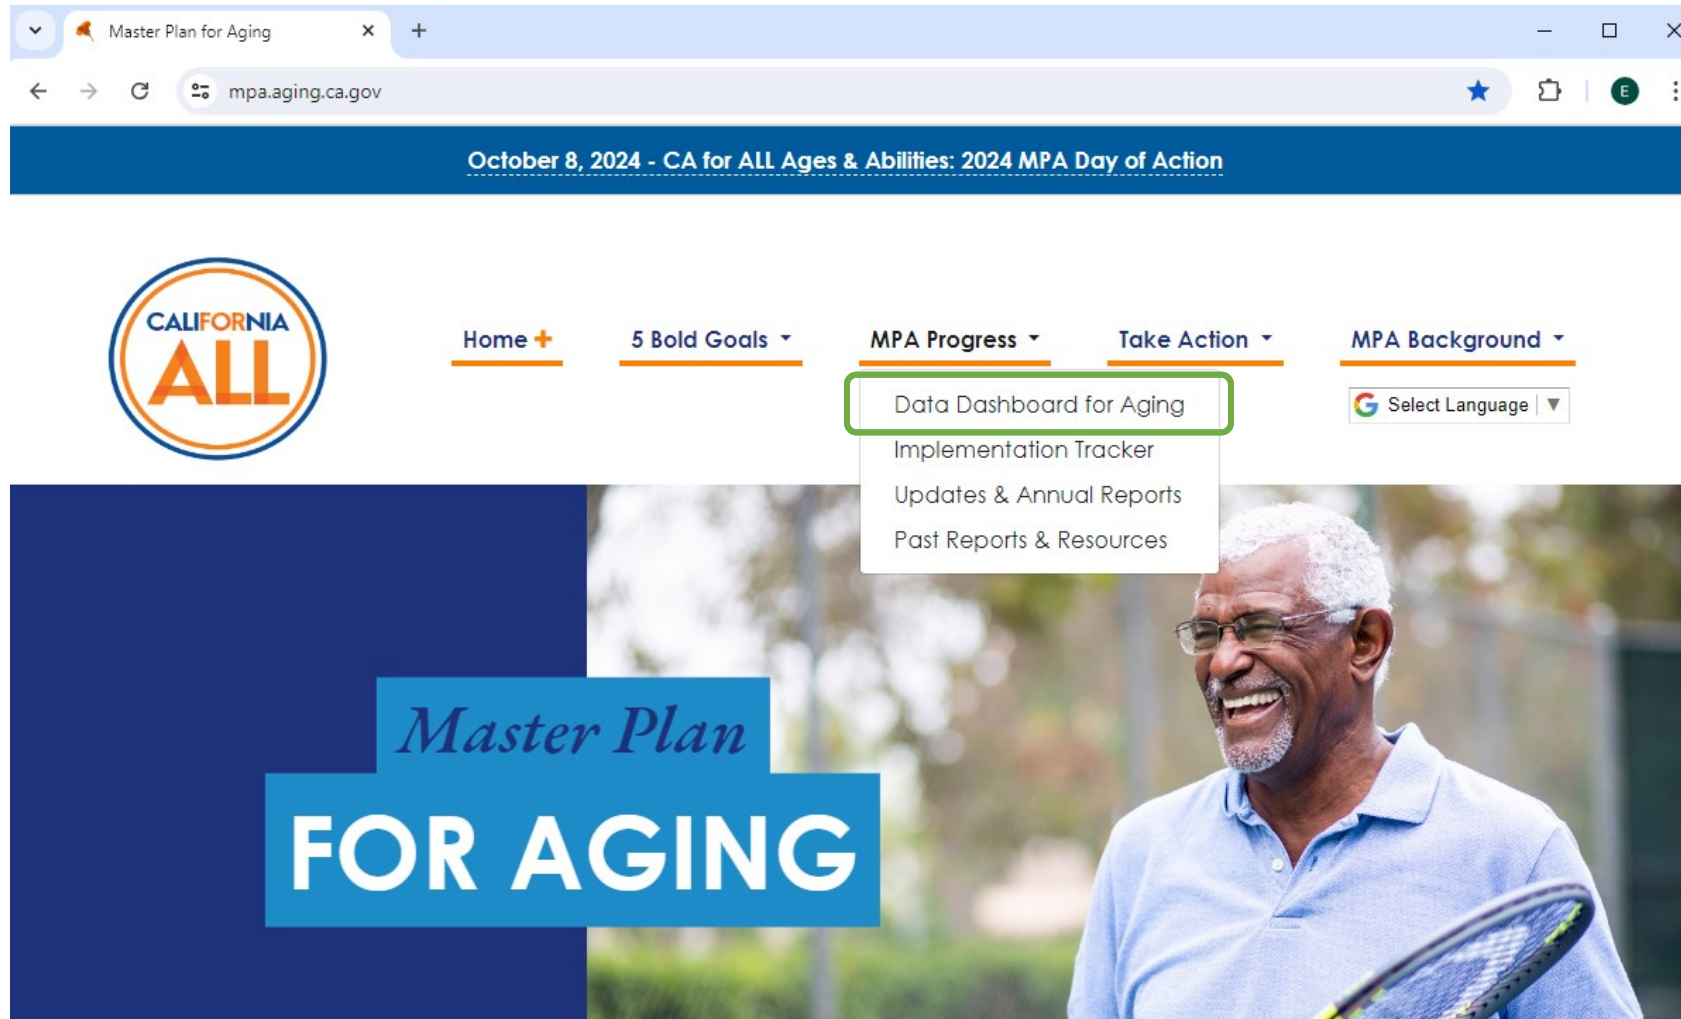 Master Plan for Aging
mpa.aging.ca.gov
E
October 8, 2024 - CA for ALL Ages & Abilities: 2024 MPA Day of Action
CALIFORNIA
ALL
Home +
5 Bold Goals
MPA Progress
Take Action
MPA Background
Data Dashboard for Aging
Implementation Tracker
Updates & Annual Reports
Past Reports & Resources
G Select Language
Master Plan
FOR AGING